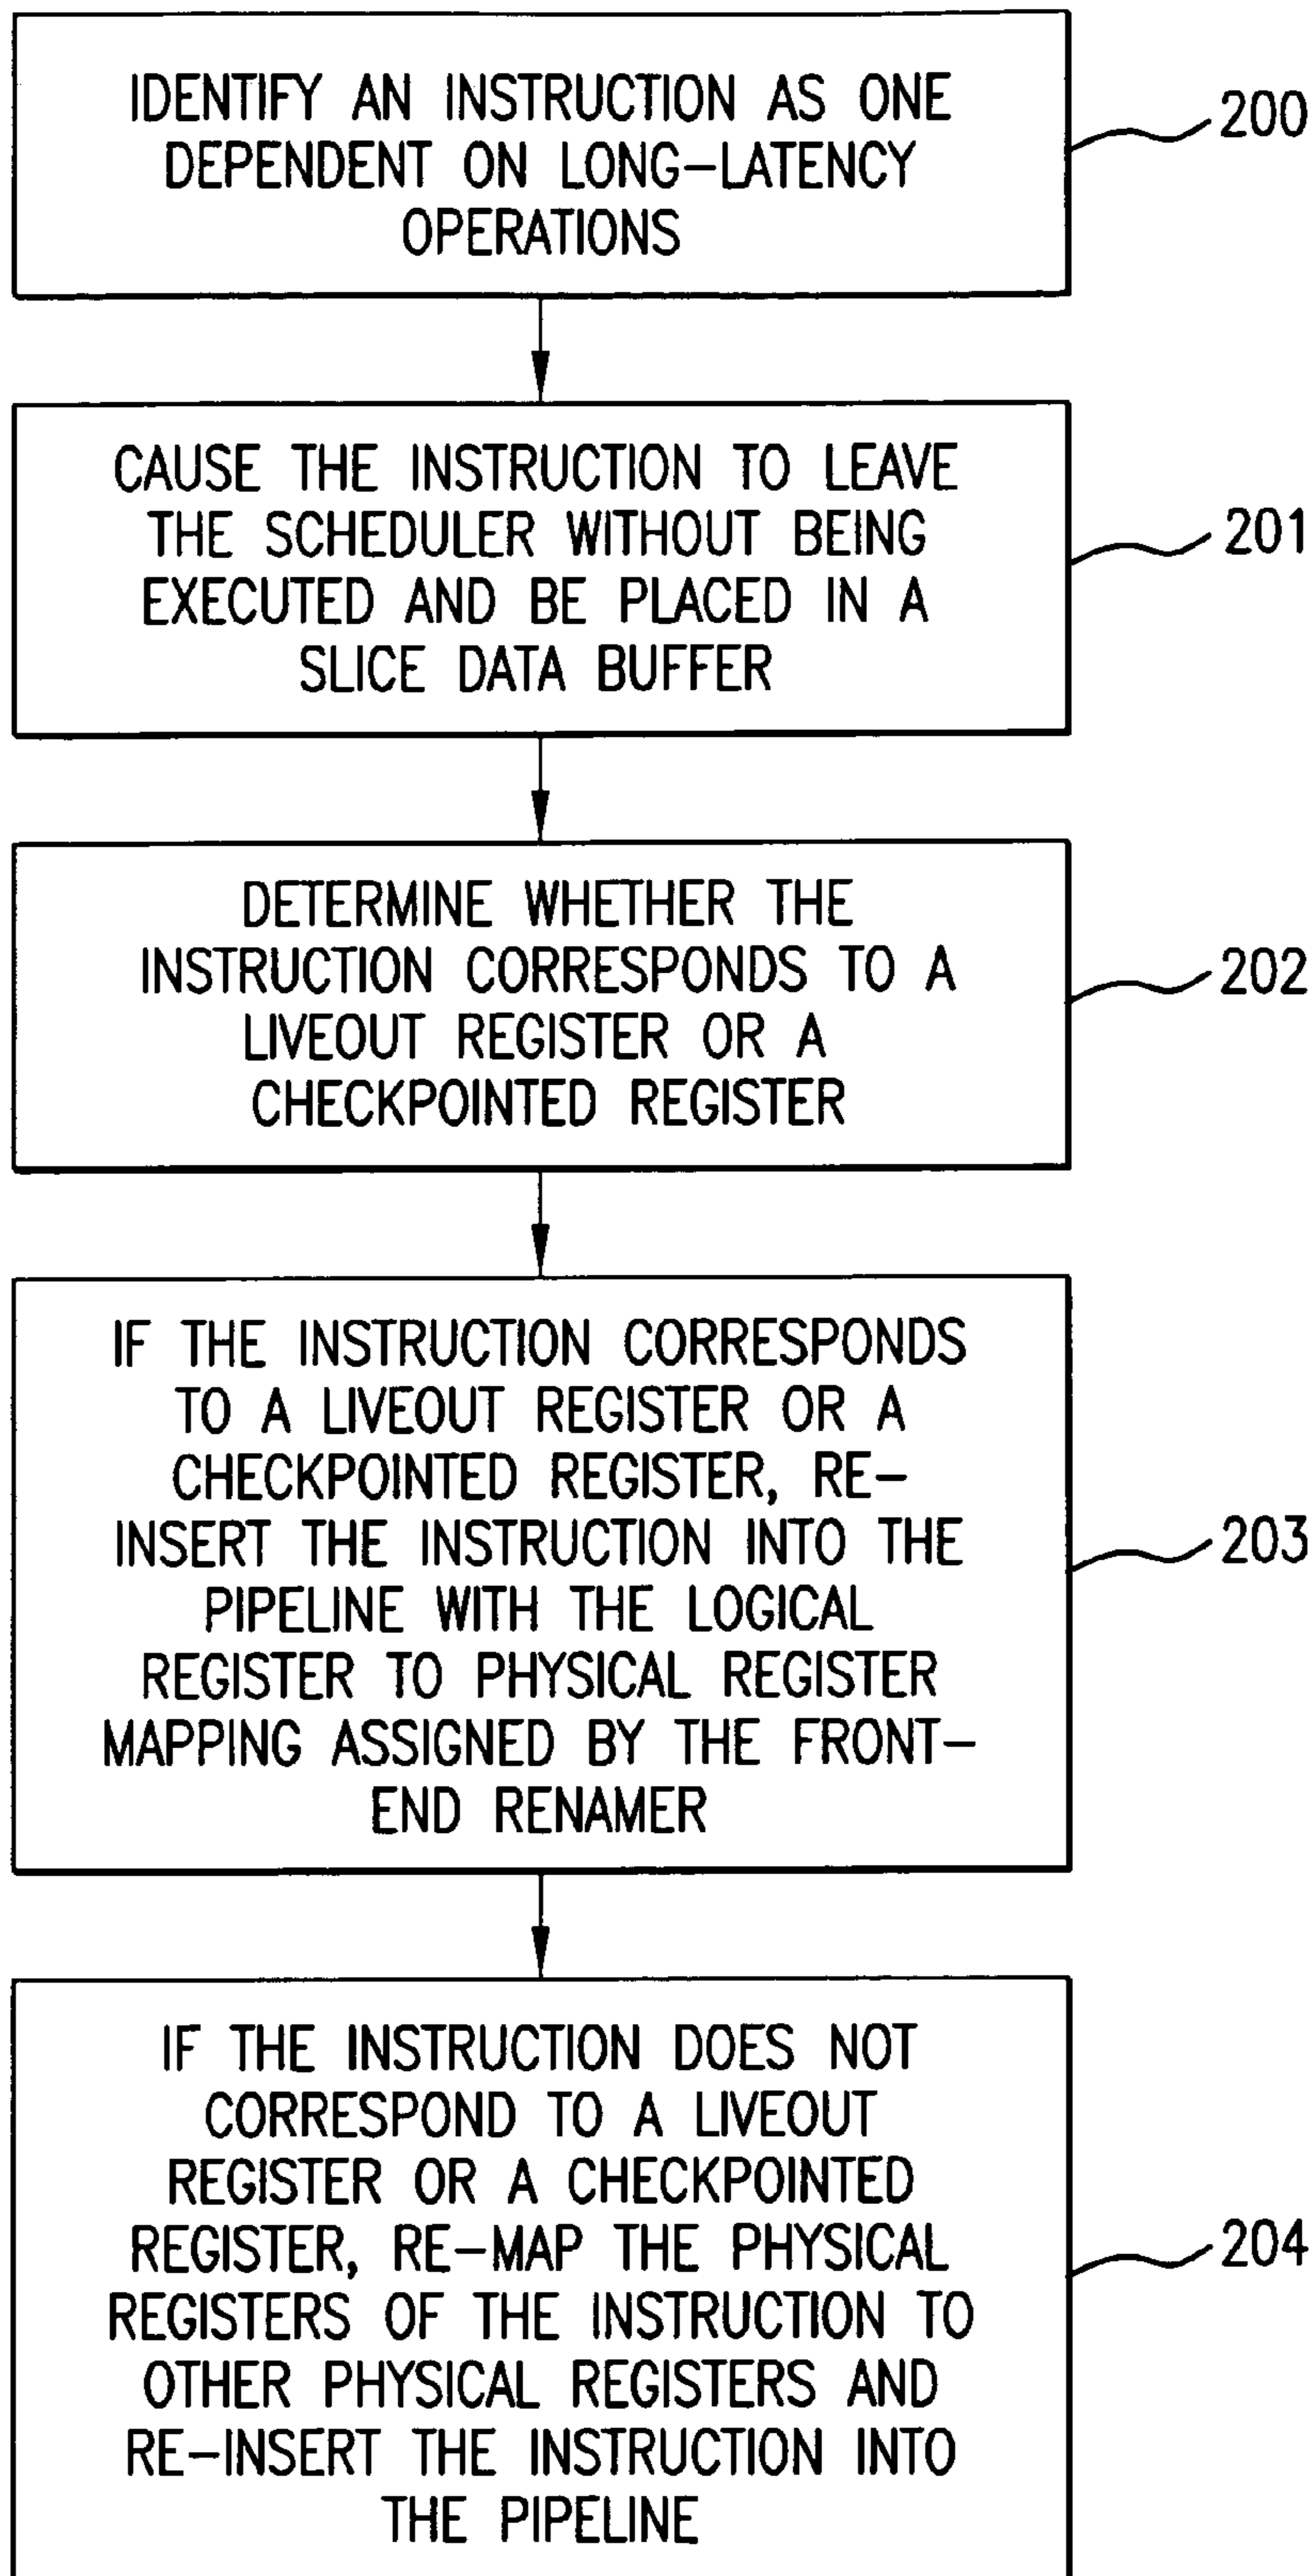 IDENTIFY AN INSTRUCTION AS ONE
DEPENDENT ON LONG-LATENCY
OPERATIONS
200
CAUSE THE INSTRUCTION TO LEAVE
THE SCHEDULER WITHOUT BEING
EXECUTED AND BE PLACED IN A
SLICE DATA BUFFER
201
DETERMINE WHETHER THE
INSTRUCTION CORRESPONDS TO A
LIVEOUT REGISTER OR A
CHECKPOINTED REGISTER
202
IF THE INSTRUCTION CORRESPONDS
TO A LIVEOUT REGISTER OR A
CHECKPOINTED REGISTER, RE-
INSERT THE INSTRUCTION INTO THE
PIPELINE WITH THE LOGICAL
REGISTER TO PHYSICAL REGISTER
MAPPING ASSIGNED BY THE FRONT-
END RENAMER
203
IF THE INSTRUCTION DOES NOT
CORRESPOND TO A LIVEOUT
REGISTER OR A CHECKPOINTED
REGISTER, RE-MAP THE PHYSICAL
REGISTERS OF THE INSTRUCTION TO
OTHER PHYSICAL REGISTERS AND
RE-INSERT THE INSTRUCTION INTO
THE PIPELINE
204